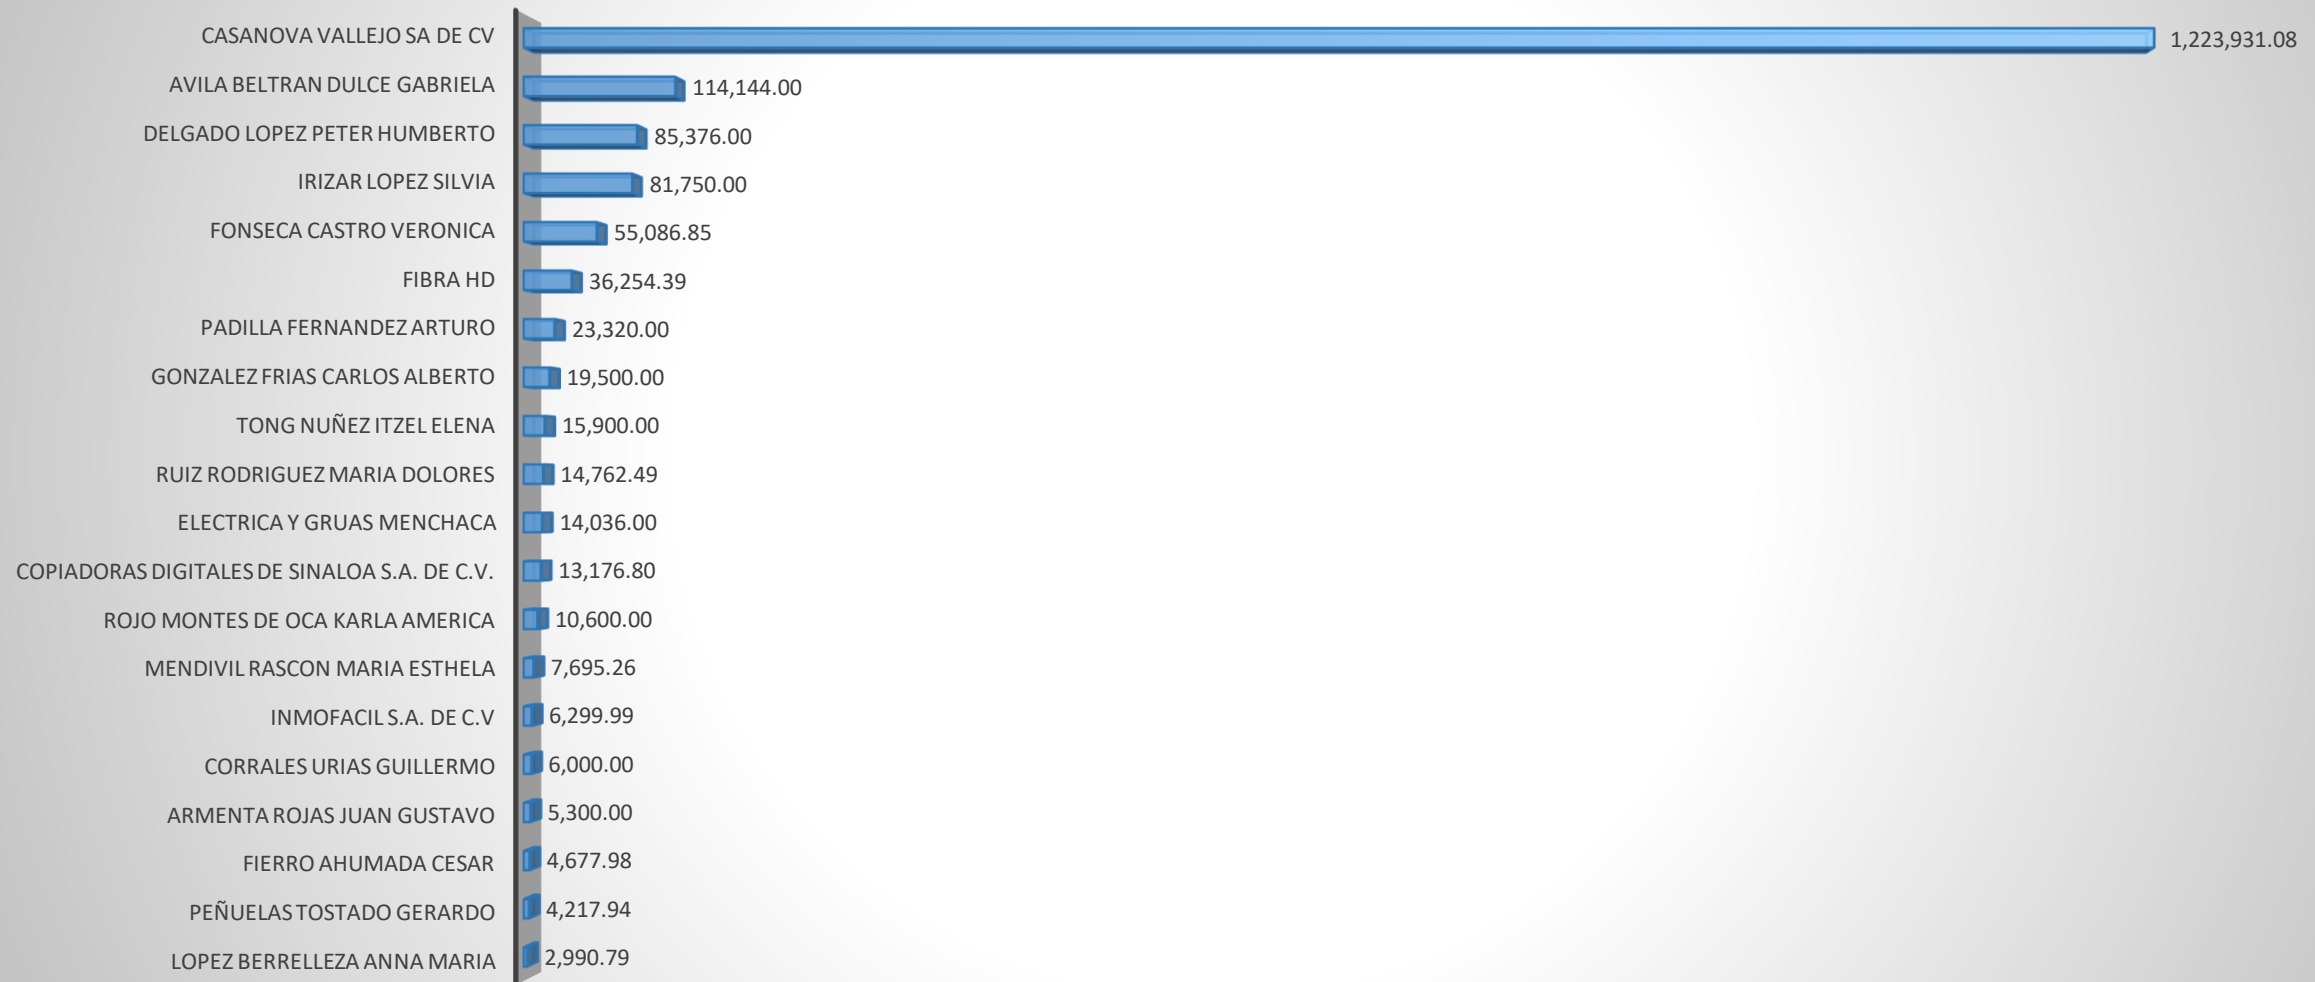 CASANOVA VALLEJO SA DE CV 1,223,931.08
AVILA BELTRAN DULCE GABRIELA 114,144.00
DELGADO LOPEZ PETER HUMBERTO 85,376.00
IRIZAR LOPEZ SILVIA 81,750.00
FONSECA CASTRO VERONICA 55,086.85
FIBRA HD 36,254.39
PADILLA FERNANDEZ ARTURO 23,320.00
GONZALEZ FRIAS CARLOS ALBERTO 19,500.00
TONG NUÑEZ ITZEL ELENA 15,900.00
RUIZ RODRIGUEZ MARIA DOLORES 14,762.49
ELECTRICA Y GRUAS MENCHACA 14,036.00
COPIADORAS DIGITALES DE SINALOA S.A. DE C.V. 13,176.80
ROJO MONTES DE OCA KARLA AMERICA 10,600.00
MENDIVIL RASCON MARIA ESTHELA 7,695.26
INMOFACIL S.A. DE C.V 6,299.99
CORRALES URIAS GUILLERMO 6,000.00
ARMENTA ROJAS JUAN GUSTAVO 5,300.00
FIERRO AHUMADA CESAR 4,677.98
PEÑUELAS TOSTADO GERARDO 4,217.94
LOPEZ BERRELLEZA ANNA MARIA 2,990.79